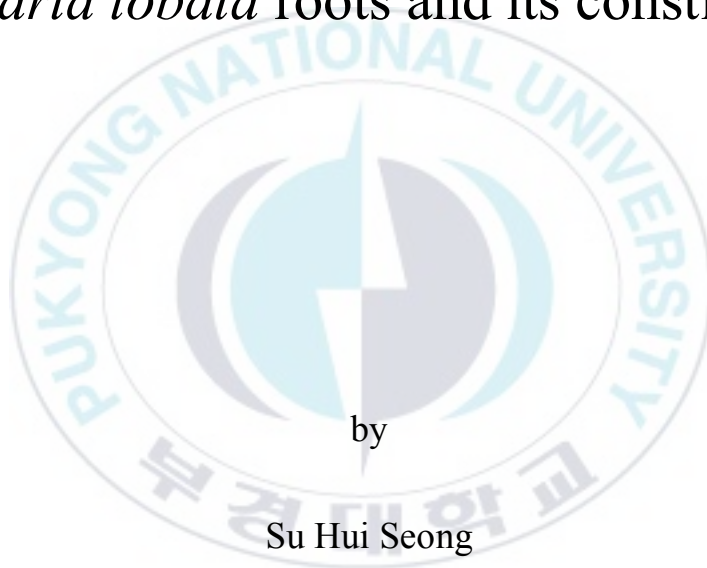 lobata roots and its
PUKYONG NATIONAL UNIVERSITY
by
부경대학교
Su Hui Seong